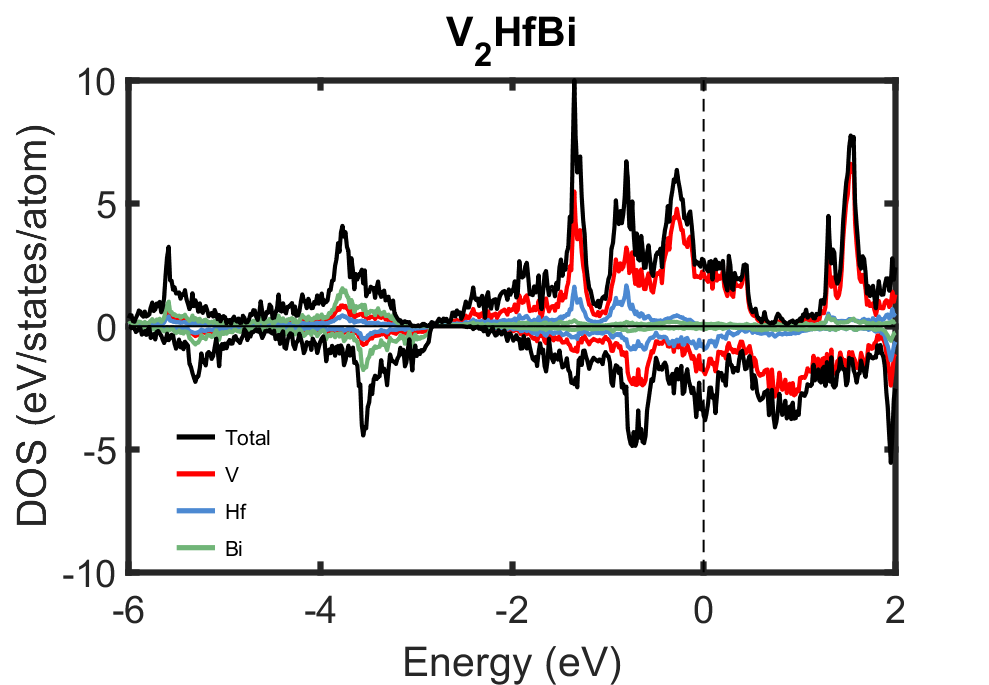 V₂HfBi
DOS (eV/states/atom)
10
5
0
-5
-10
Total
V
Hf
Bi
-6 -4 -2 0 2
Energy (eV)